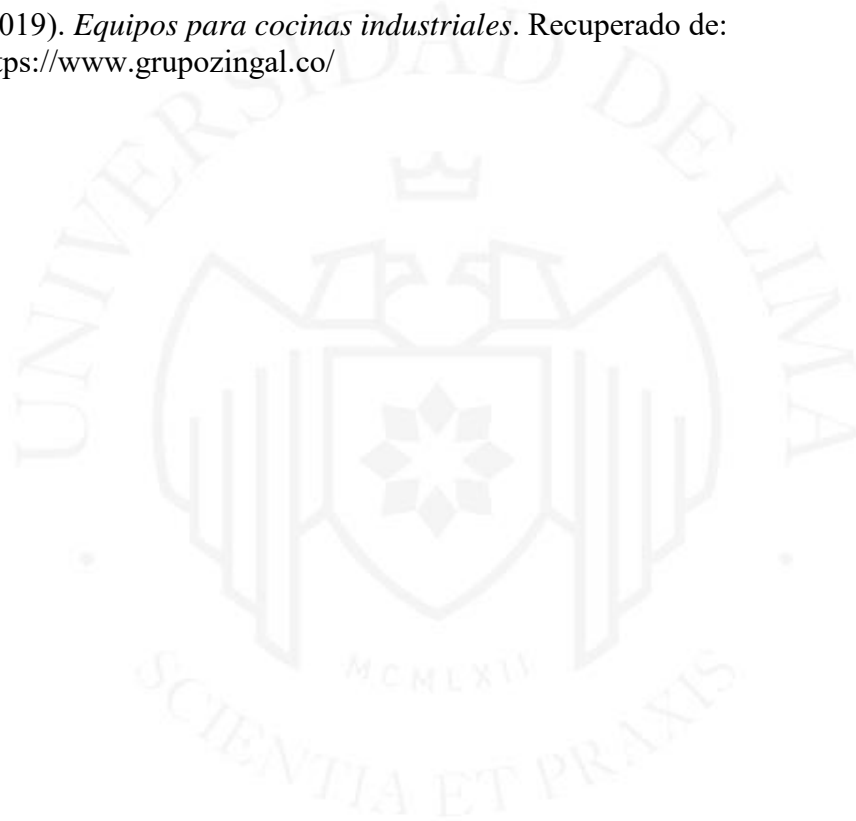 019). Equipos para cocinas industriales. Recuperado de:
tps://www.grupozingal.co/
UNIVERSIDAD DE LIMA
MCMLXII
SCIENTIA ET PRAXIS